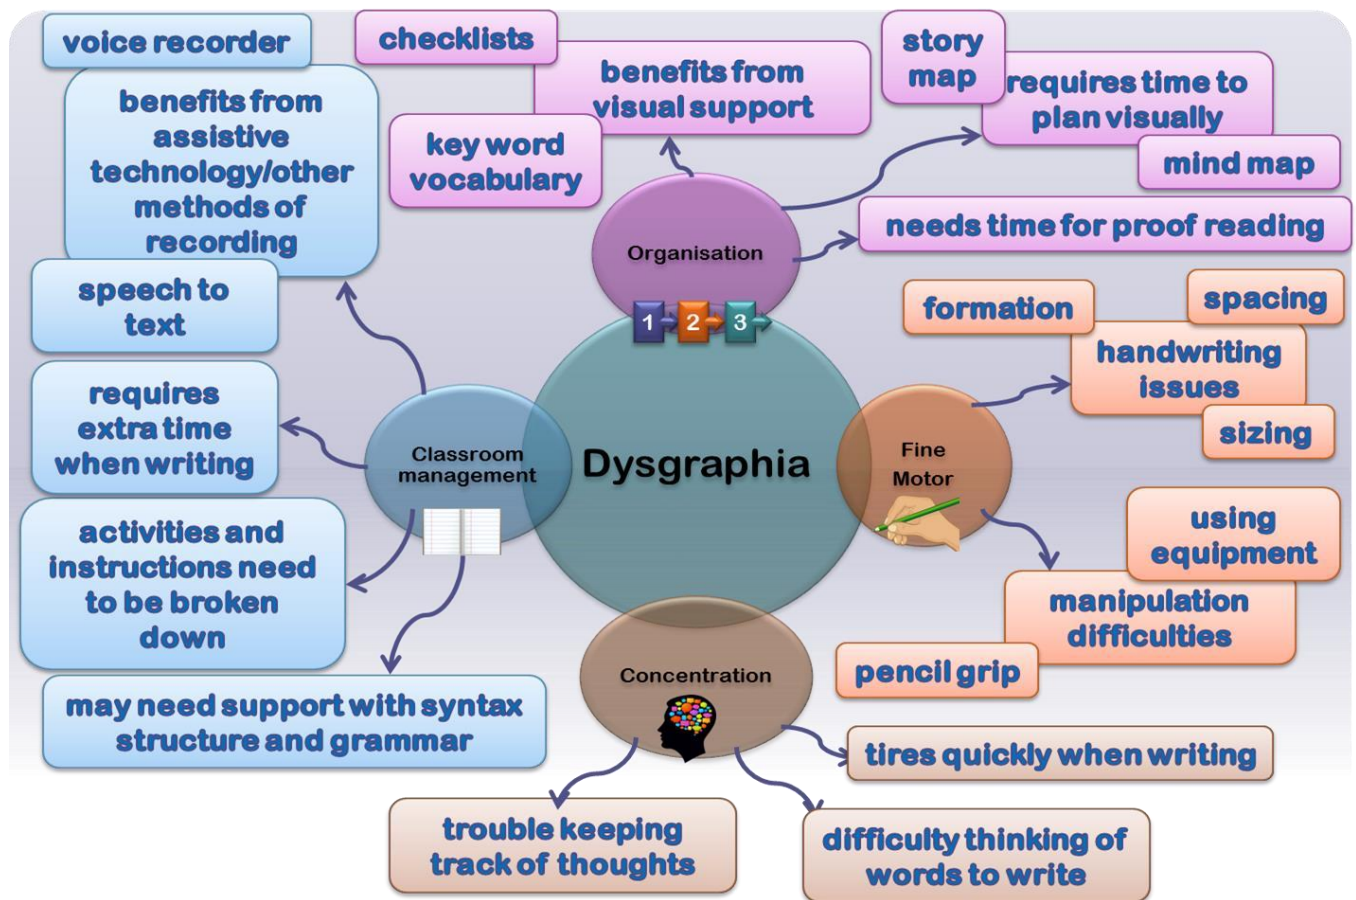 voice recorder
benefits from
assistive
technology/other
methods of
recording
speech to
text
requires
extra time
when writing
activities and
instructions need
to be broken
down
may need support with syntax
structure and grammar
Classroom
management
checklists
benefits from
visual support
key word
vocabulary
story
map
requires time to
plan visually
mind map
needs time for proof reading
Organisation
1 2 3
Dysgraphia
formation
spacing
handwriting
issues
sizing
Fine
Motor
using
equipment
manipulation
difficulties
pencil grip
Concentration
tires quickly when writing
trouble keeping
track of thoughts
difficulty thinking of
words to write